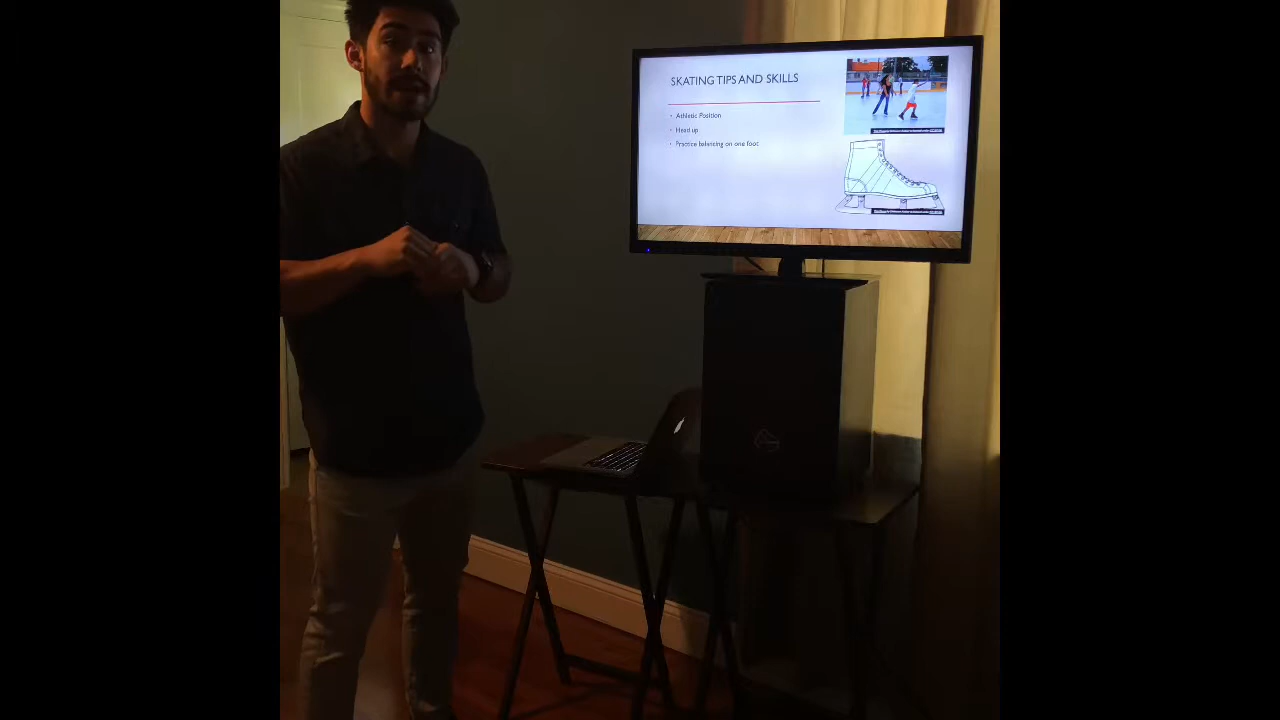 SKATING TIPS AND SKILLS
• Athletic Position
• Head up
• Practice balancing on one foot